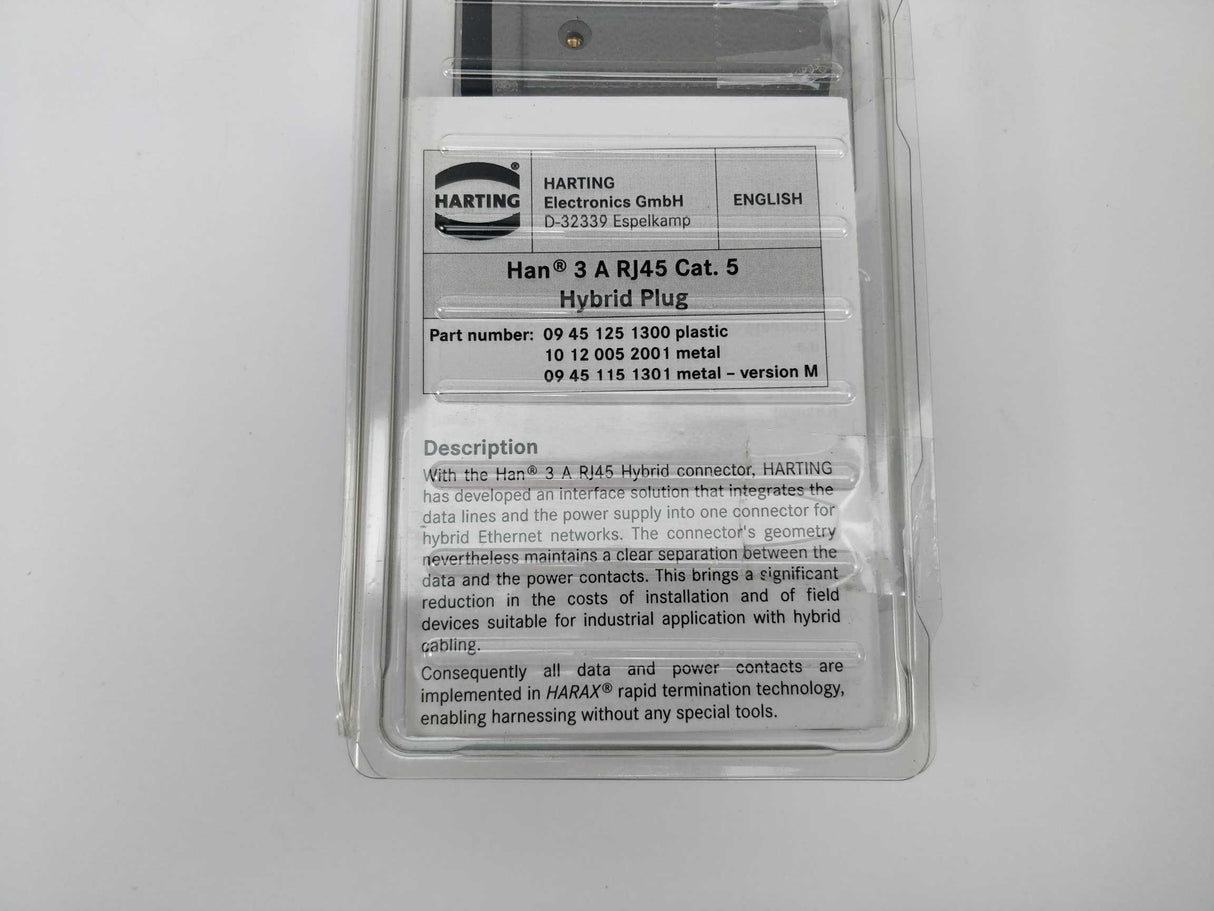 HARTING®
HARTING
Electronics GmbH
D-32339 Espelkamp
ENGLISH
Han® 3 A RJ45 Cat. 5
Hybrid Plug
Part number: 09 45 125 1300 plastic
10 12 005 2001 metal
09 45 115 1301 metal – version M
Description
With the Han® 3 A RJ45 Hybrid connector, HARTING
has developed an interface solution that integrates the
data lines and the power supply into one connector for
hybrid Ethernet networks. The connector's geometry
nevertheless maintains a clear separation between the
data and the power contacts. This brings a significant
reduction in the costs of installation and of field
devices suitable for industrial application with hybrid
cabling.
Consequently all data and power contacts are
implemented in HARAX® rapid termination technology,
enabling harnessing without any special tools.